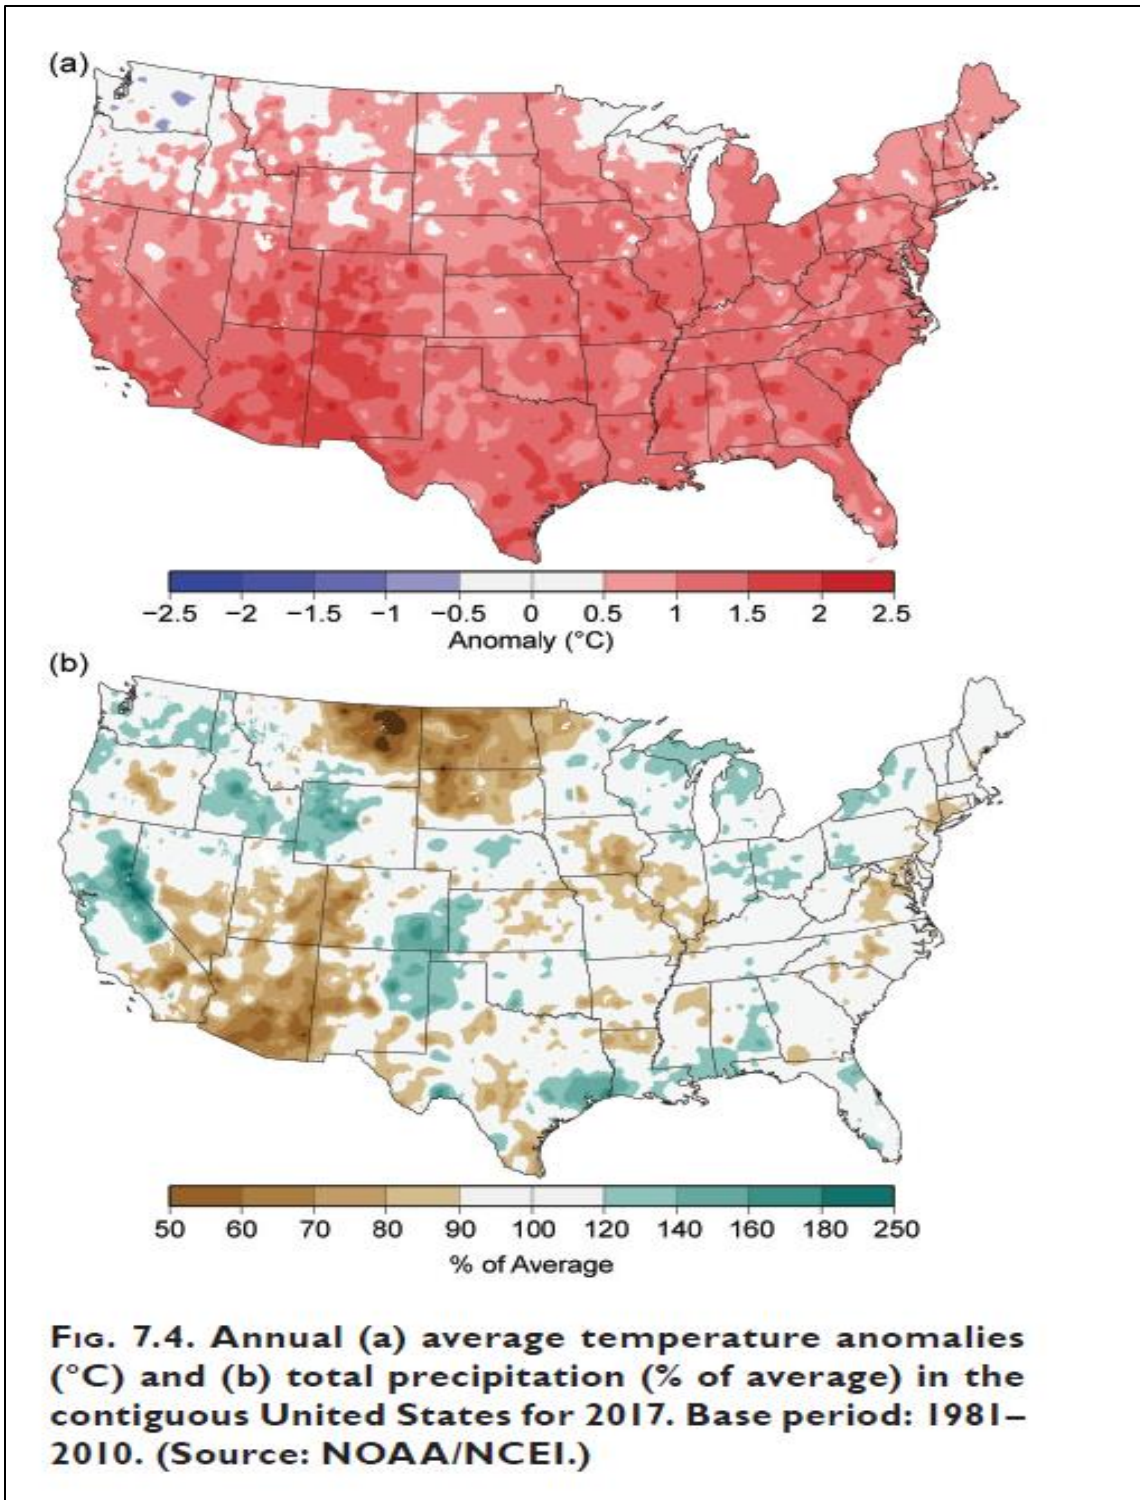 (a)
−2.5 −2 −1.5 −1 −0.5 0 0.5 1 1.5 2 2.5
Anomaly (°C)
(b)
50 60 70 80 90 100 120 140 160 180 250
% of Average
FIG. 7.4. Annual (a) average temperature anomalies
(°C) and (b) total precipitation (% of average) in the
contiguous United States for 2017. Base period: 1981–
2010. (Source: NOAA/NCEI.)